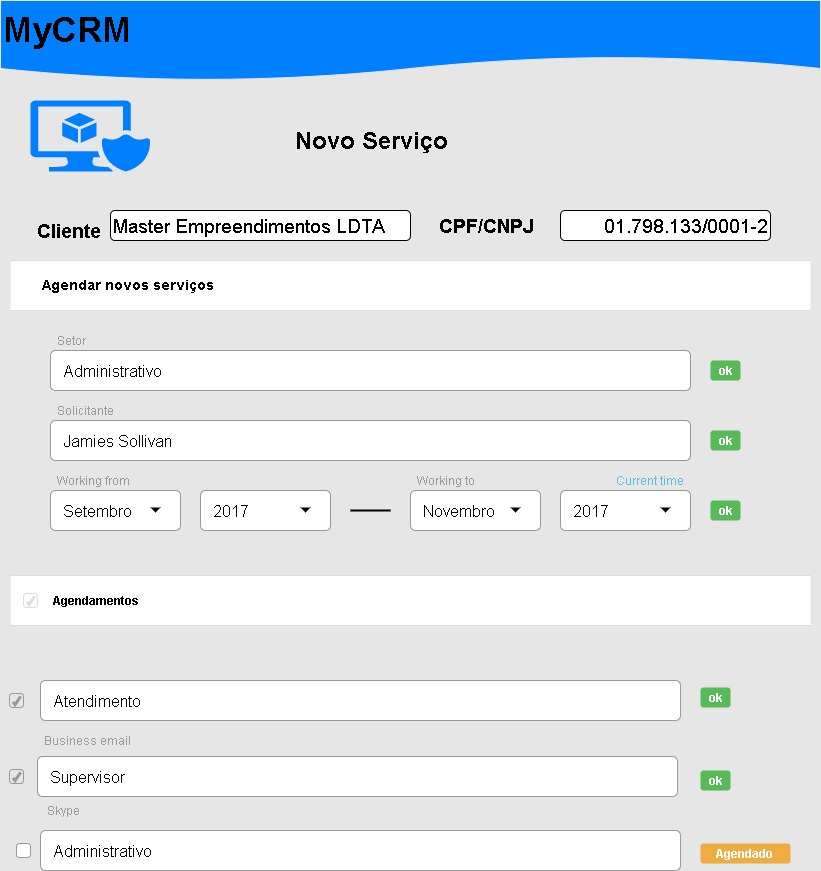 MyCRM
Novo Serviço
Cliente Master Empreendimentos LDTA CPF/CNPJ 01.798.133/0001-2
Agendar novos serviços
Setor
Administrativo ok
Solicitante
Jamies Sollivan ok
Working from Working to Current time
Setembro 2017 Novembro 2017 ok
Agendamentos
Atendimento ok
Business email
Supervisor ok
Skype
Administrativo Agendado